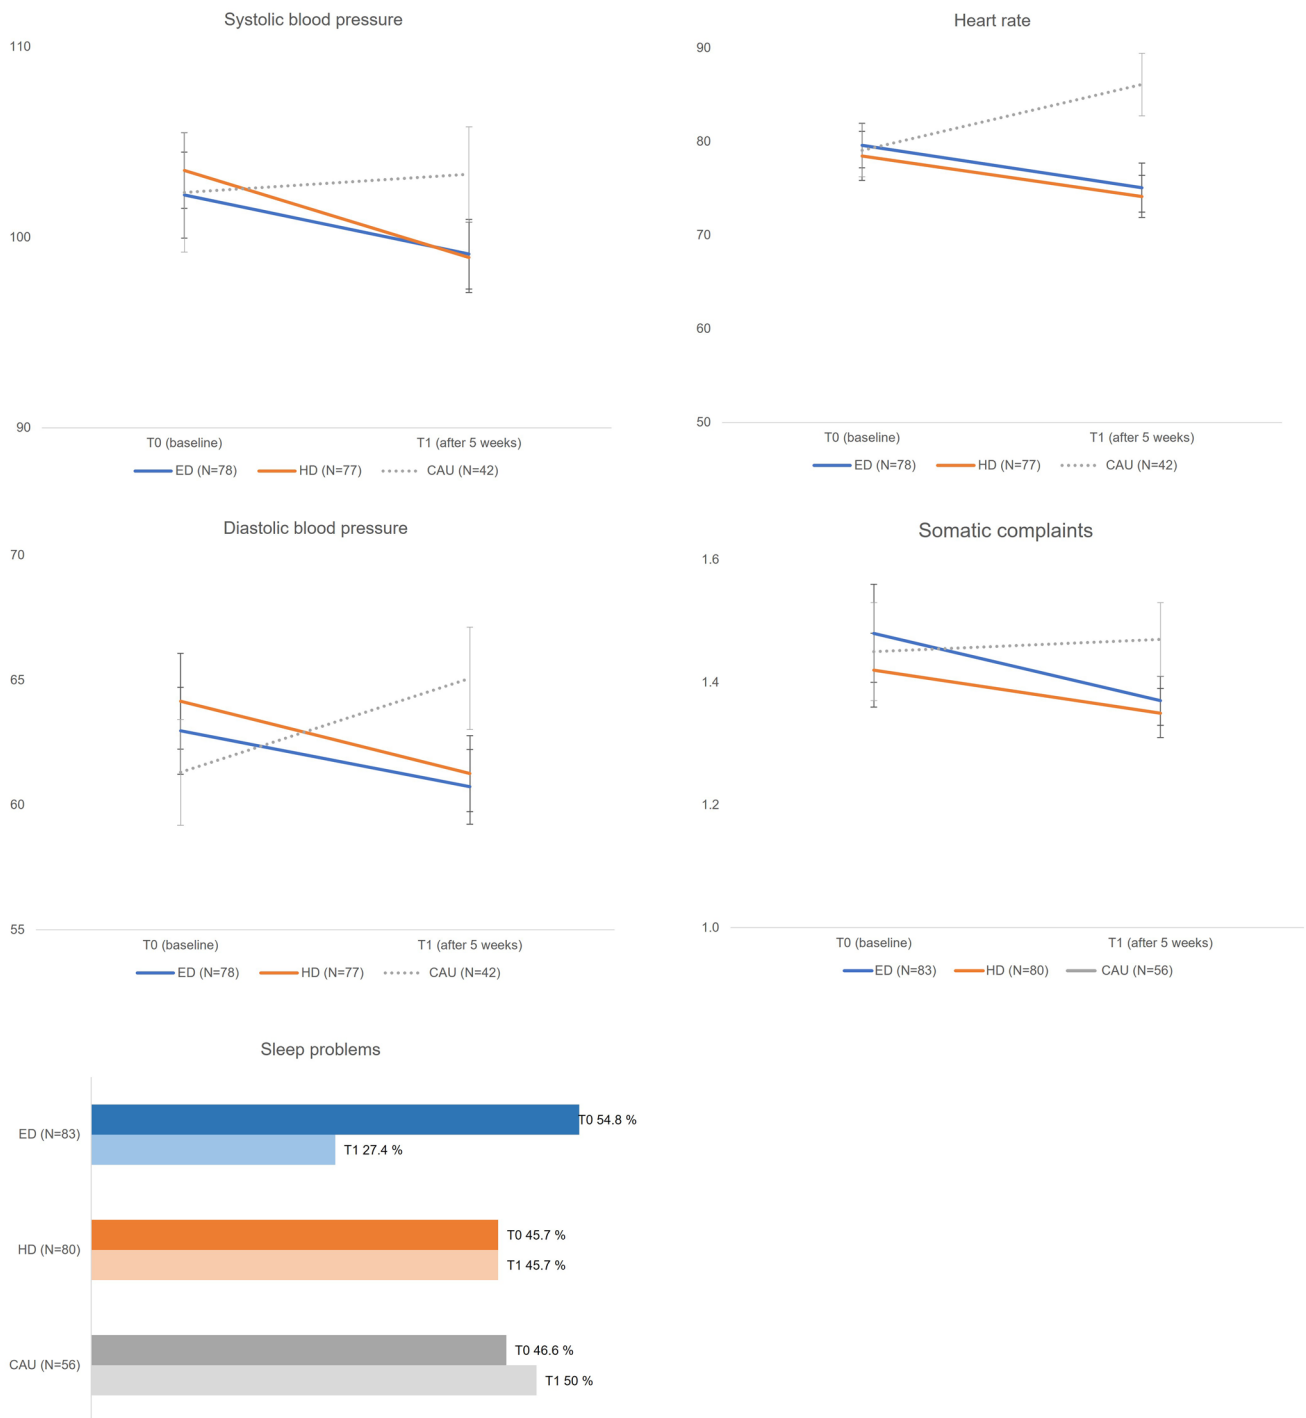 Systolic blood pressure
110
100
90
T0 (baseline) T1 (after 5 weeks)
ED (N=78) HD (N=77) CAU (N=42)
Heart rate
90
80
70
60
50
T0 (baseline) T1 (after 5 weeks)
ED (N=78) HD (N=77) CAU (N=42)
Diastolic blood pressure
70
65
60
55
T0 (baseline) T1 (after 5 weeks)
ED (N=78) HD (N=77) CAU (N=42)
Somatic complaints
1.6
1.4
1.2
1.0
T0 (baseline) T1 (after 5 weeks)
ED (N=83) HD (N=80) CAU (N=56)
Sleep problems
T0 54.8 %
ED (N=83)
T1 27.4 %
T0 45.7 %
HD (N=80)
T1 45.7 %
T0 46.6 %
CAU (N=56)
T1 50 %